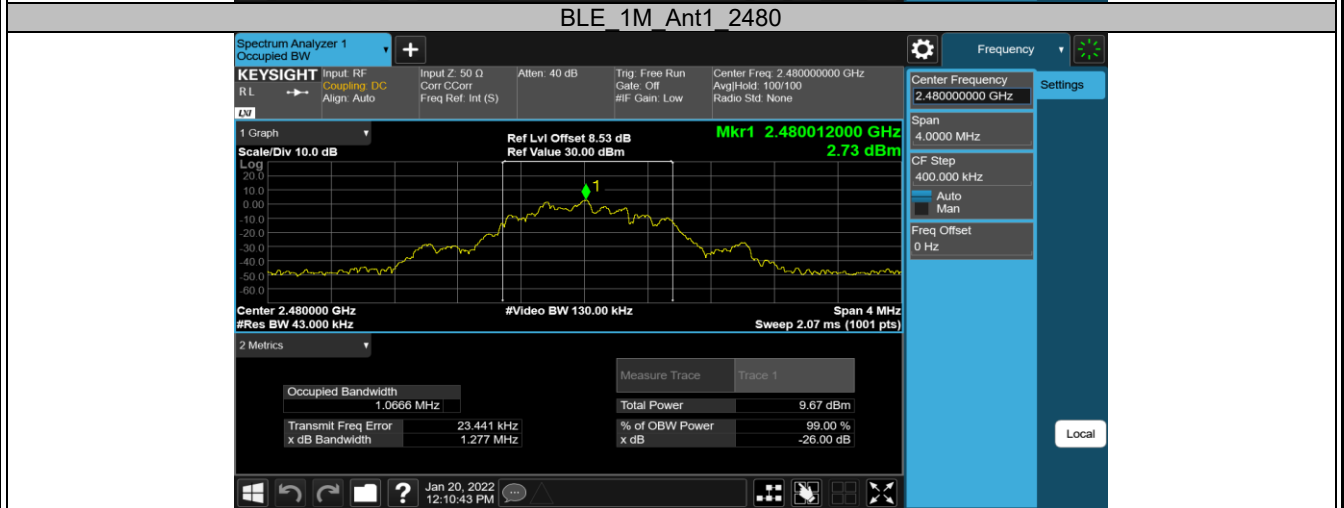 BLE_1M_Ant1_2480
Spectrum Analyzer 1
Occupied BW
+
Frequency
KEYSIGHT
RL
LXI
Input: RF
Coupling: DC
Align: Auto
Input Z: 50 Ω
Corr CCorr
Freq Ref: Int (S)
Atten: 40 dB
Trig: Free Run
Gate: Off
#IF Gain: Low
Center Freq: 2.480000000 GHz
Avg|Hold: 100/100
Radio Std: None
Center Frequency
2.480000000 GHz
Settings
Span
4.0000 MHz
CF Step
400.000 kHz
Auto
Man
Freq Offset
0 Hz
Local
1 Graph
Scale/Div 10.0 dB
Ref Lvl Offset 8.53 dB
Ref Value 30.00 dBm
Mkr1 2.480012000 GHz
2.73 dBm
Log
20.0
10.0
0.00
-10.0
-20.0
-30.0
-40.0
-50.0
-60.0
1
Center 2.480000 GHz
#Res BW 43.000 kHz
#Video BW 130.00 kHz
Span 4 MHz
Sweep 2.07 ms (1001 pts)
2 Metrics
Measure Trace Trace 1
Occupied Bandwidth
1.0666 MHz
Total Power 9.67 dBm
Transmit Freq Error 23.441 kHz
% of OBW Power 99.00 %
x dB Bandwidth 1.277 MHz
x dB -26.00 dB
?
Jan 20, 2022
12:10:43 PM